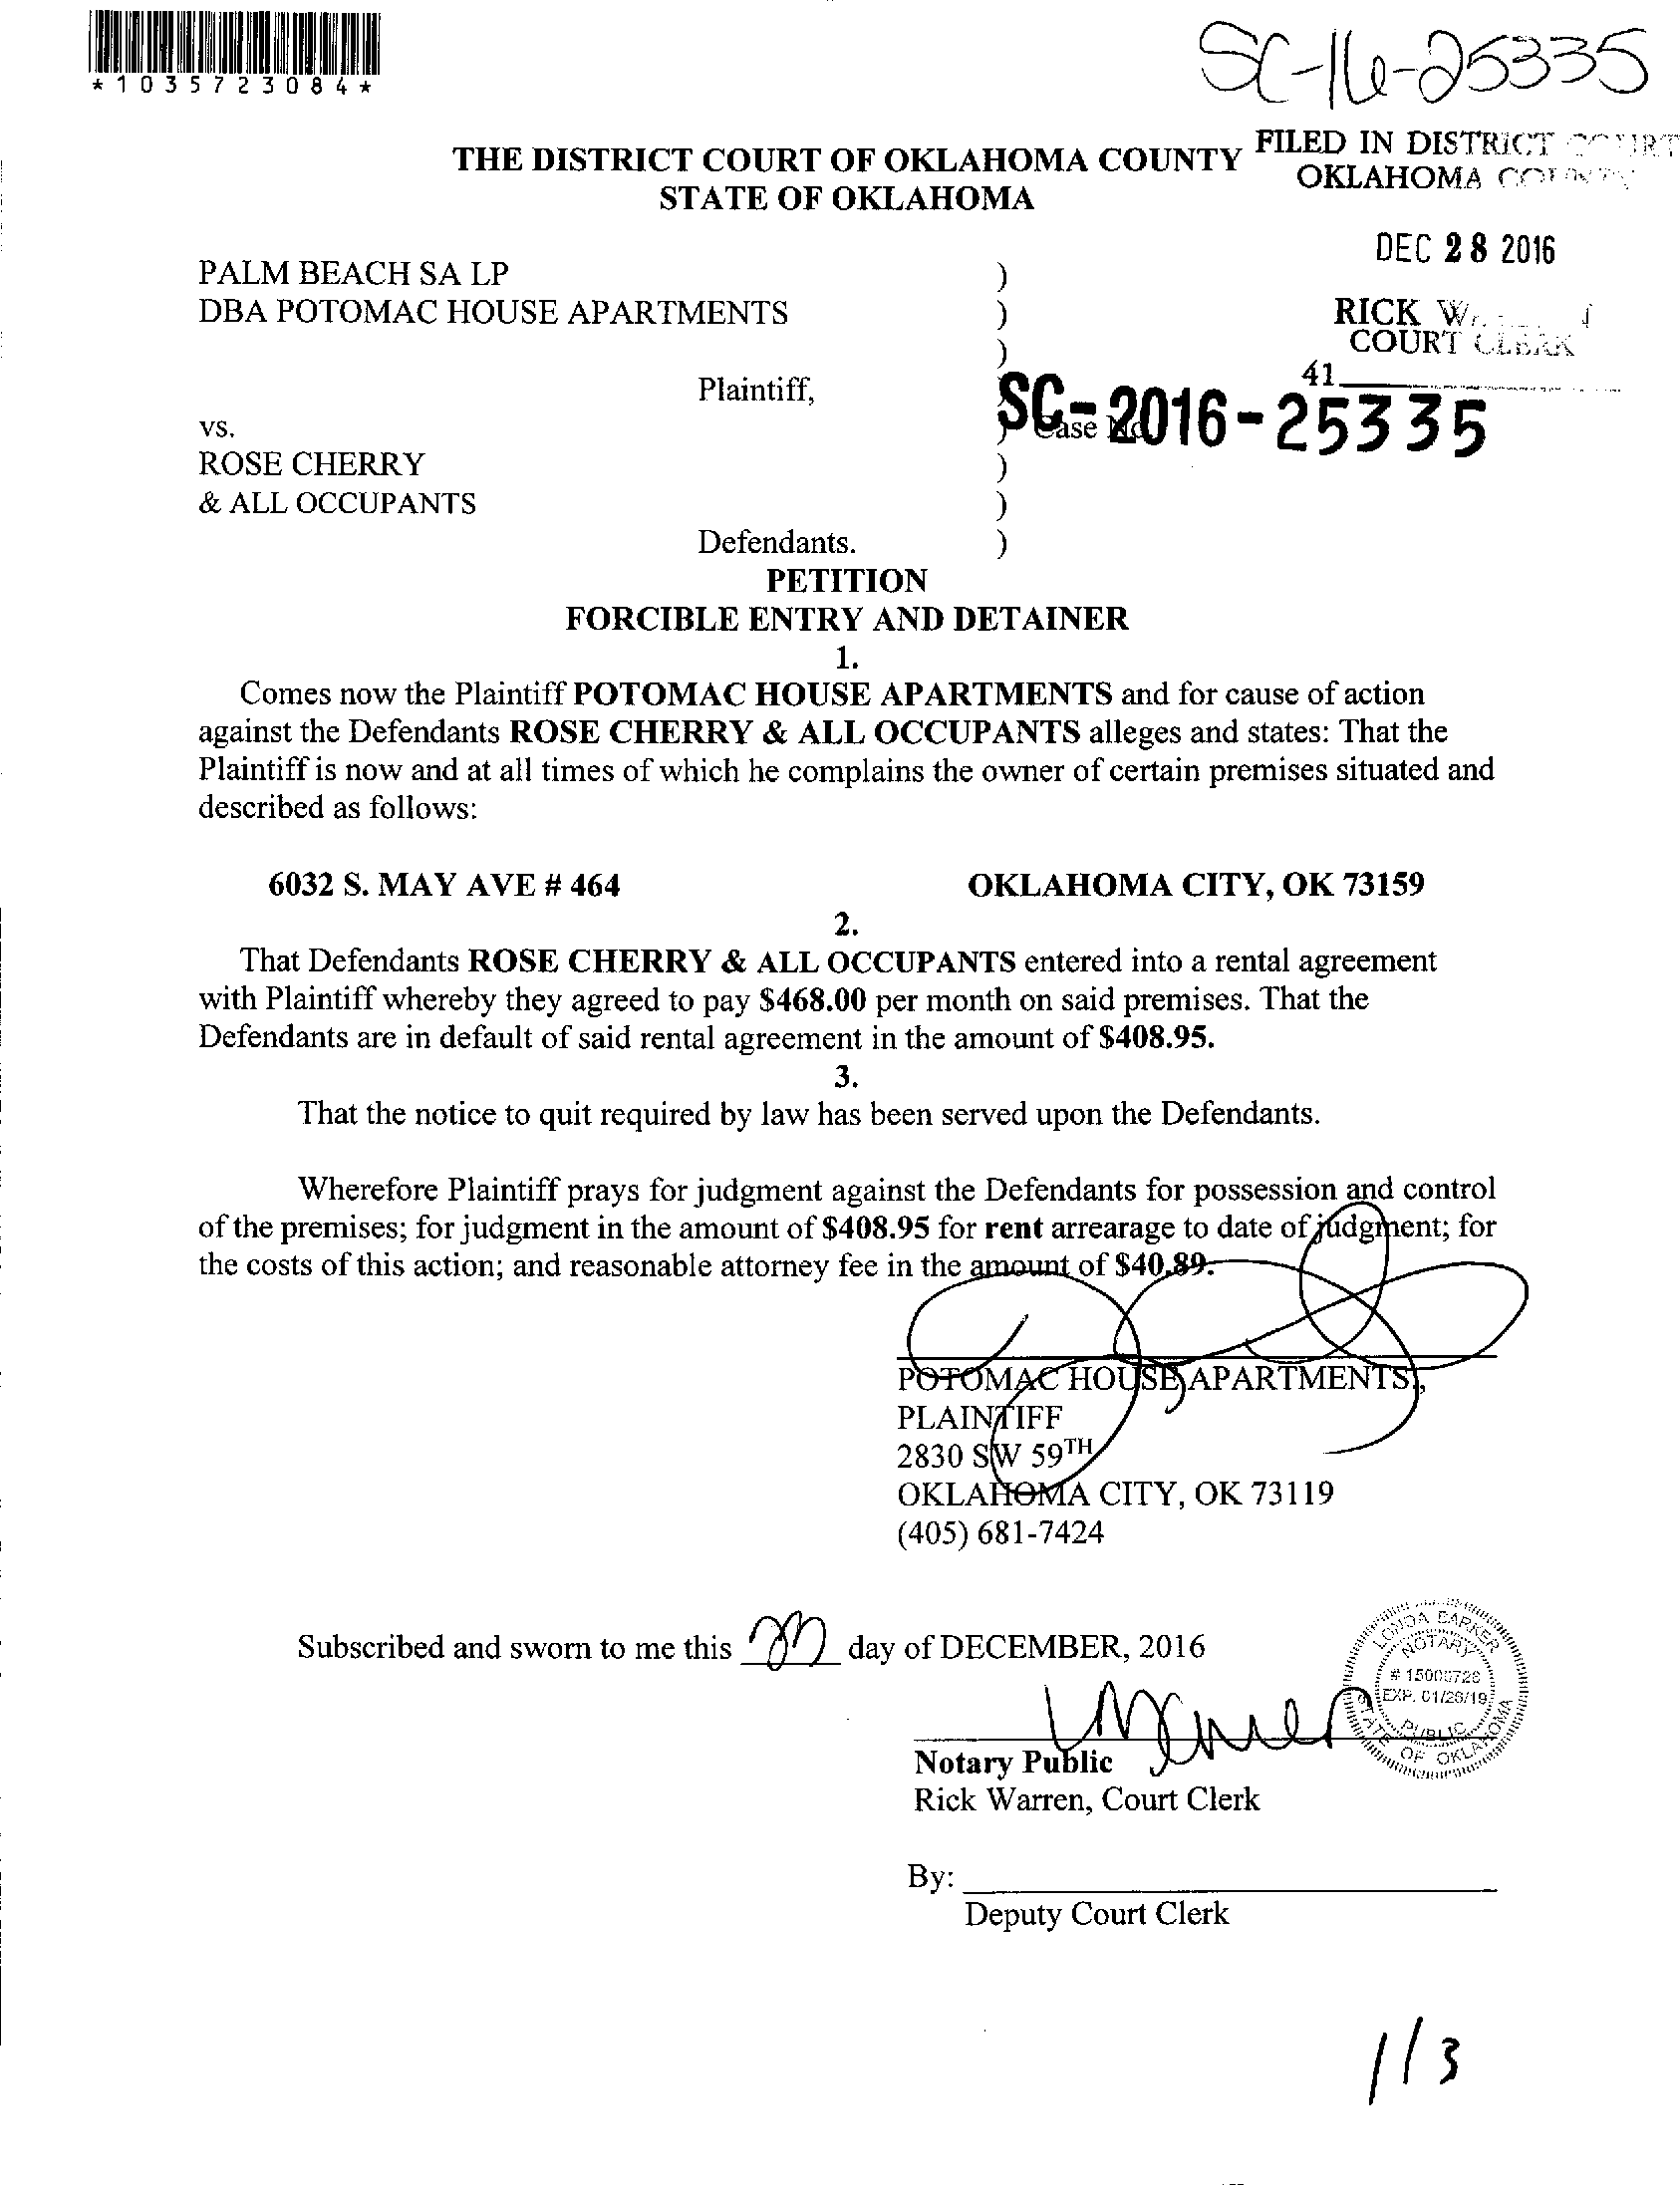 *1035723084*
SC-16-25335
FILED IN DISTRICT COURT
OKLAHOMA COUNTY
THE DISTRICT COURT OF OKLAHOMA COUNTY
STATE OF OKLAHOMA
DEC 28 2016
PALM BEACH SA LP )
DBA POTOMAC HOUSE APARTMENTS )
)
RICK
COURT CLERK
41
Plaintiff,
SC-2016-25335
) Case No
vs.
ROSE CHERRY )
& ALL OCCUPANTS )
Defendants. )
PETITION
FORCIBLE ENTRY AND DETAINER
1.
Comes now the Plaintiff POTOMAC HOUSE APARTMENTS and for cause of action
against the Defendants ROSE CHERRY & ALL OCCUPANTS alleges and states: That the
Plaintiff is now and at all times of which he complains the owner of certain premises situated and
described as follows:
6032 S. MAY AVE # 464 OKLAHOMA CITY, OK 73159
2.
That Defendants ROSE CHERRY & ALL OCCUPANTS entered into a rental agreement
with Plaintiff whereby they agreed to pay $468.00 per month on said premises. That the
Defendants are in default of said rental agreement in the amount of $408.95.
3.
That the notice to quit required by law has been served upon the Defendants.
Wherefore Plaintiff prays for judgment against the Defendants for possession and control
of the premises; for judgment in the amount of $408.95 for rent arrearage to date of judgment; for
the costs of this action; and reasonable attorney fee in the amount of $40.89.
POTOMAC HOUSE APARTMENTS,
PLAINTIFF
2830 SW 59TH
OKLAHOMA CITY, OK 73119
(405) 681-7424
Subscribed and sworn to me this day of DECEMBER, 2016
LONDA BARKER
NOTARY
EXP. 01/26/19
PUBLIC
STATE OF OKLAHOMA
Notary Public
Rick Warren, Court Clerk
By:
Deputy Court Clerk
1/3